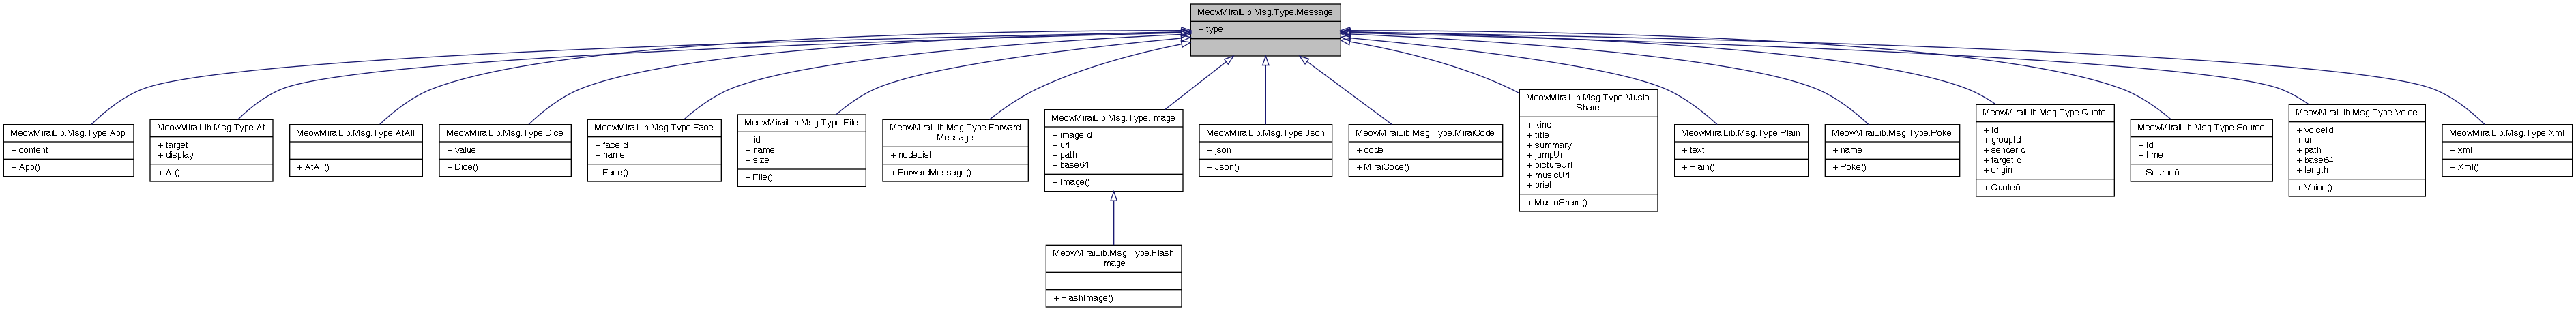 MeowMiraiLib.Msg.Type.Message
+ type
MeowMiraiLib.Msg.Type.App
+ content
+ App()
MeowMiraiLib.Msg.Type.At
+ target
+ display
+ At()
MeowMiraiLib.Msg.Type.AtAll
+ AtAll()
MeowMiraiLib.Msg.Type.Dice
+ value
+ Dice()
MeowMiraiLib.Msg.Type.Face
+ faceId
+ name
+ Face()
MeowMiraiLib.Msg.Type.File
+ id
+ name
+ size
+ File()
MeowMiraiLib.Msg.Type.Forward
Message
+ nodeList
+ ForwardMessage()
MeowMiraiLib.Msg.Type.Image
+ imageId
+ url
+ path
+ base64
+ Image()
MeowMiraiLib.Msg.Type.Json
+ json
+ Json()
MeowMiraiLib.Msg.Type.MiraiCode
+ code
+ MiraiCode()
MeowMiraiLib.Msg.Type.Music
Share
+ kind
+ title
+ summary
+ jumpUrl
+ pictureUrl
+ musicUrl
+ brief
+ MusicShare()
MeowMiraiLib.Msg.Type.Plain
+ text
+ Plain()
MeowMiraiLib.Msg.Type.Poke
+ name
+ Poke()
MeowMiraiLib.Msg.Type.Quote
+ id
+ groupId
+ senderId
+ targetId
+ origin
+ Quote()
MeowMiraiLib.Msg.Type.Source
+ id
+ time
+ Source()
MeowMiraiLib.Msg.Type.Voice
+ voiceId
+ url
+ path
+ base64
+ length
+ Voice()
MeowMiraiLib.Msg.Type.Xml
+ xml
+ Xml()
MeowMiraiLib.Msg.Type.Flash
Image
+ FlashImage()